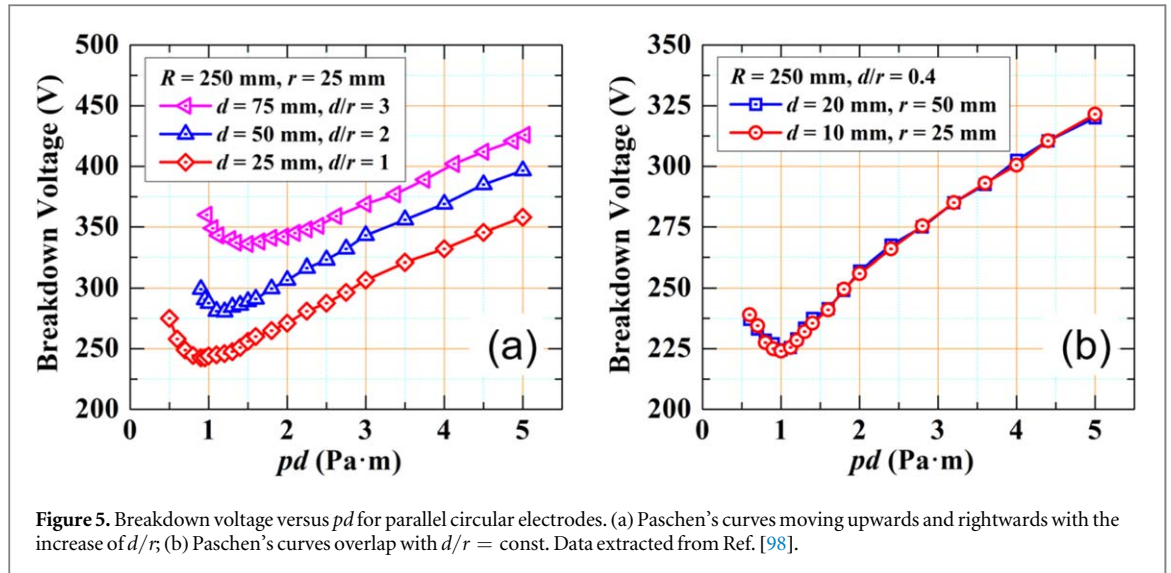 500
450
400
350
300
250
200
Breakdown Voltage (V)
R = 250 mm, r = 25 mm
d = 75 mm, d/r = 3
d = 50 mm, d/r = 2
d = 25 mm, d/r = 1
(a)
0 1 2 3 4 5
pd (Pa·m)
350
325
300
275
250
225
200
Breakdown Voltage (V)
R = 250 mm, d/r = 0.4
d = 20 mm, r = 50 mm
d = 10 mm, r = 25 mm
(b)
0 1 2 3 4 5
pd (Pa·m)
Figure 5. Breakdown voltage versus pd for parallel circular electrodes. (a) Paschen's curves moving upwards and rightwards with the
increase of d/r; (b) Paschen's curves overlap with d/r = const. Data extracted from Ref. [98].